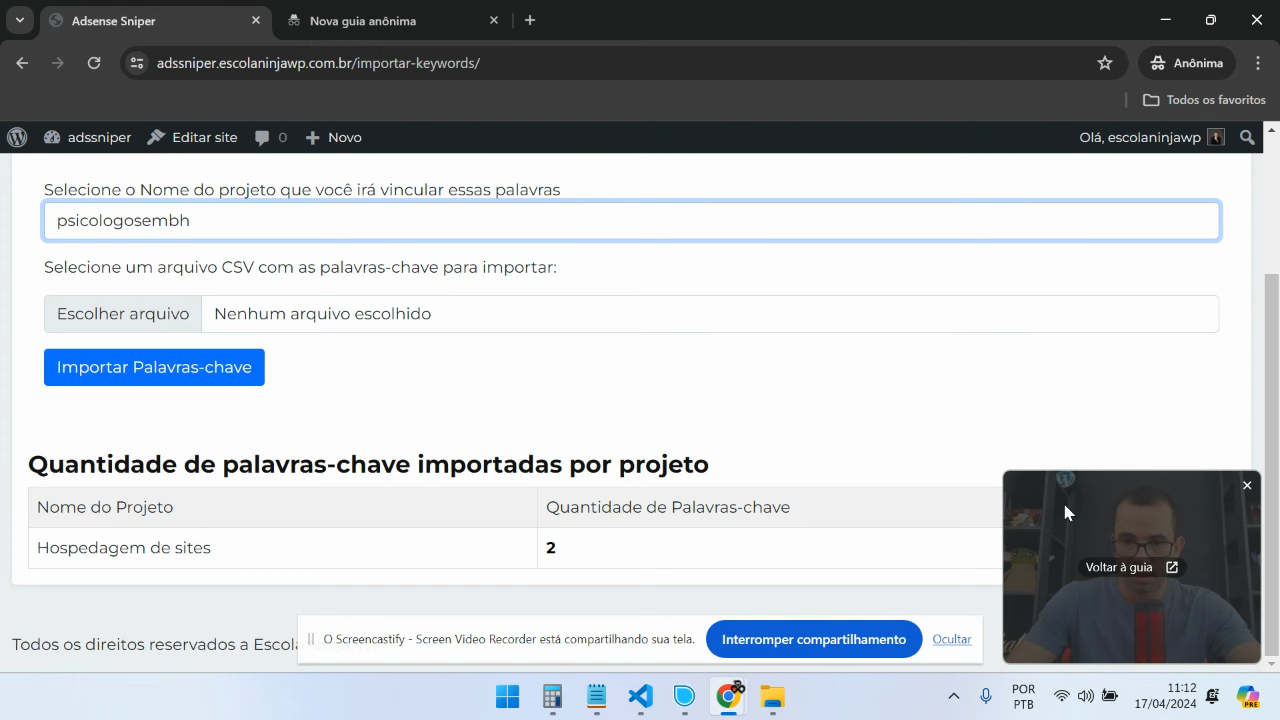 Adsense Sniper
Nova guia anônima
adssniper.escolaninjawp.com.br/importar-keywords/
Anônima
Todos os favoritos
adssniper
Editar site
0
Novo
Olá, escolaninjawp
Selecione o Nome do projeto que você irá vincular essas palavras
psicologosembh
Selecione um arquivo CSV com as palavras-chave para importar:
Escolher arquivo
Nenhum arquivo escolhido
Importar Palavras-chave
Quantidade de palavras-chave importadas por projeto
Nome do Projeto
Quantidade de Palavras-chave
Hospedagem de sites
2
Voltar à guia
Todos os direitos reservados a Escola
O Screencastify - Screen Video Recorder está compartilhando sua tela.
Interromper compartilhamento
Ocultar
POR
PTB
11:12
17/04/2024
PRE